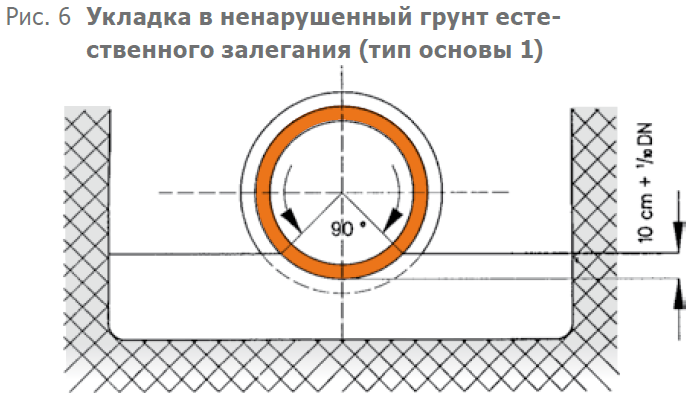 Рис. 6 Укладка в ненарушенный грунт есте-
ственного залегания (тип основы 1)
90 °
10 cm + 1/10 DN